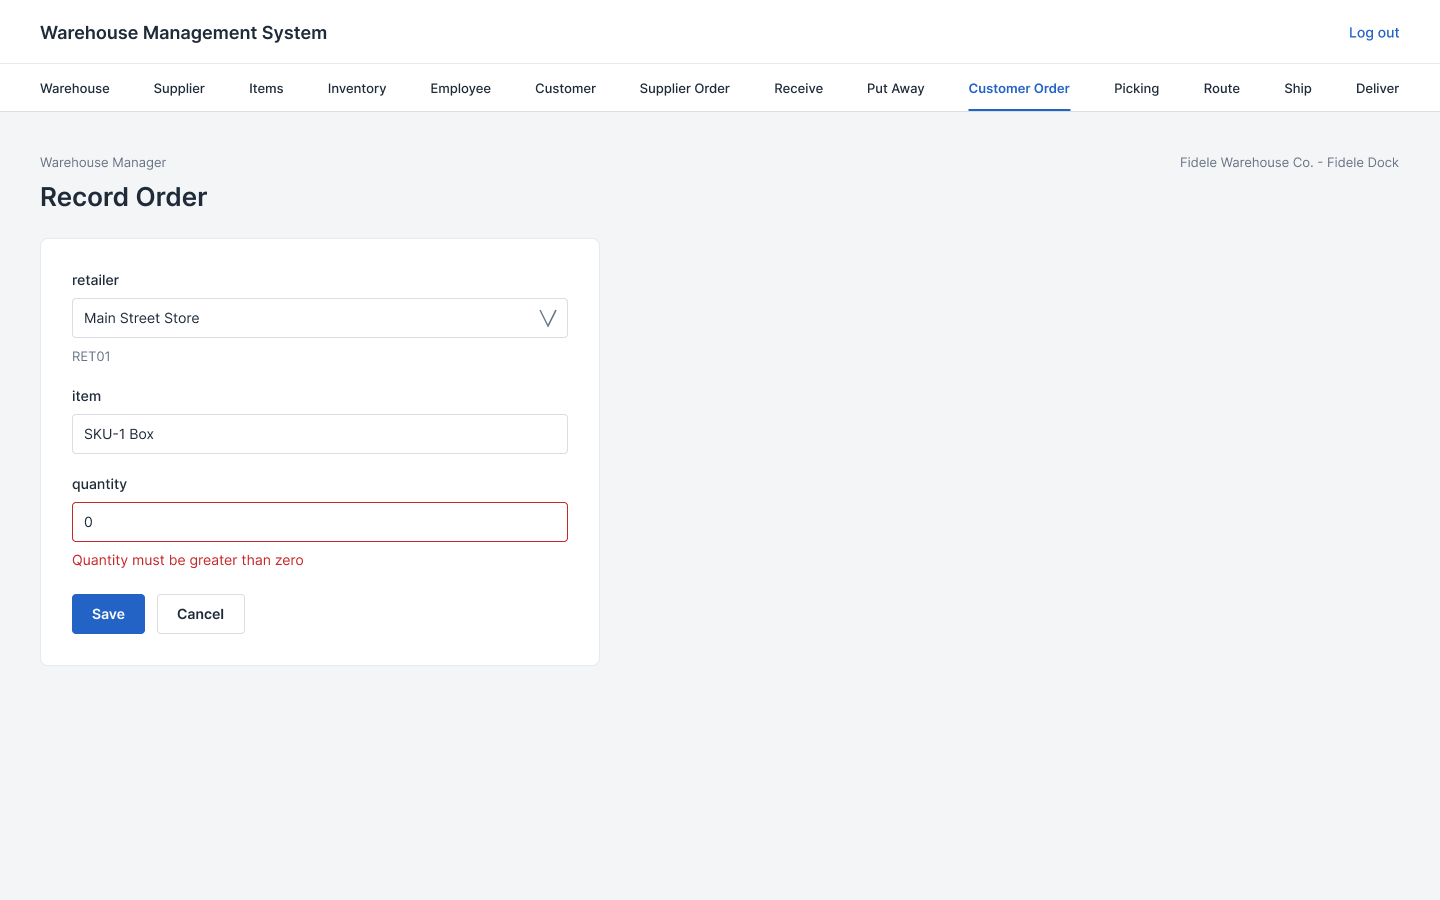 Warehouse Management System
Log out
Warehouse Supplier Items Inventory Employee Customer Supplier Order Receive Put Away Customer Order Picking Route Ship Deliver
Warehouse Manager
Fidele Warehouse Co. - Fidele Dock
Record Order
retailer
Main Street Store
RET01
item
SKU-1 Box
quantity
0
Quantity must be greater than zero
Save Cancel